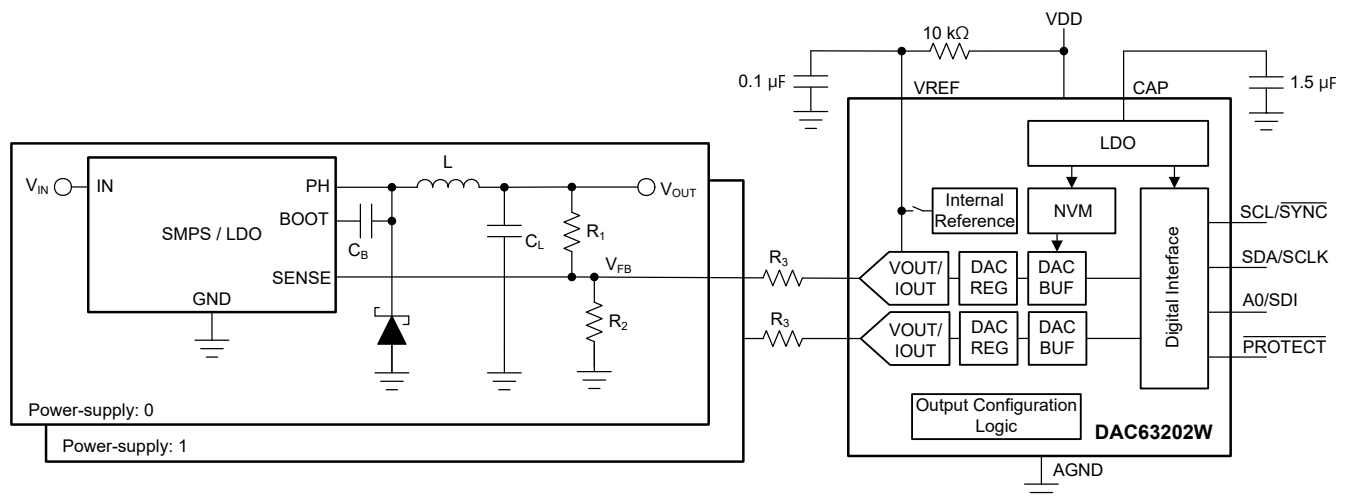 VDD
10 kΩ
0.1 µF
VREF
CAP
1.5 µF
LDO
Internal
Reference
NVM
VOUT/
IOUT
DAC
REG
DAC
BUF
VOUT/
IOUT
DAC
REG
DAC
BUF
Digital Interface
SCL/SYNC
SDA/SCLK
A0/SDI
PROTECT
Output Configuration
Logic
DAC63202W
AGND
VIN
IN
PH
BOOT
SMPS / LDO
SENSE
GND
L
CB
CL
R1
VOUT
VFB
R2
R3
R3
Power-supply: 0
Power-supply: 1